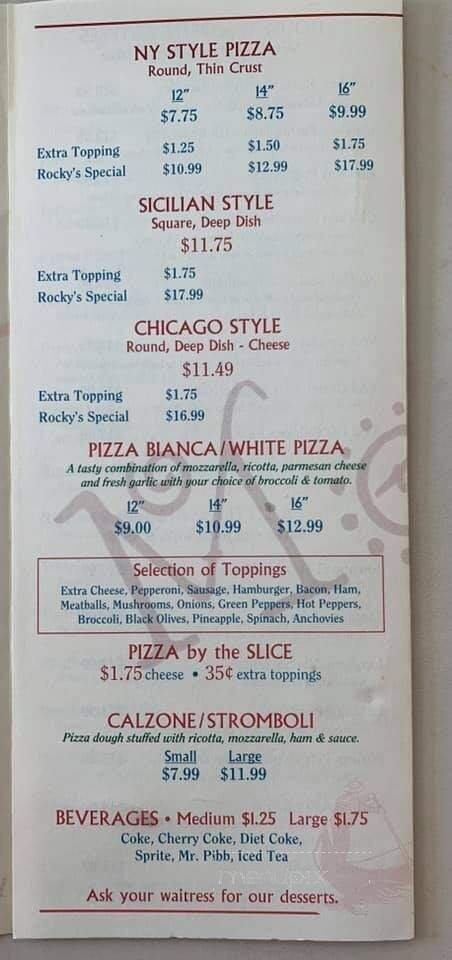 NY STYLE PIZZA
Round, Thin Crust
12" 14" 16"
$7.75 $8.75 $9.99
Extra Topping $1.25 $1.50 $1.75
Rocky's Special $10.99 $12.99 $17.99
SICILIAN STYLE
Square, Deep Dish
$11.75
Extra Topping $1.75
Rocky's Special $17.99
CHICAGO STYLE
Round, Deep Dish - Cheese
$11.49
Extra Topping $1.75
Rocky's Special $16.99
PIZZA BIANCA/WHITE PIZZA
A tasty combination of mozzarella, ricotta, parmesan cheese
and fresh garlic with your choice of broccoli & tomato.
12" 14" 16"
$9.00 $10.99 $12.99
Selection of Toppings
Extra Cheese, Pepperoni, Sausage, Hamburger, Bacon, Ham,
Meatballs, Mushrooms, Onions, Green Peppers, Hot Peppers,
Broccoli, Black Olives, Pineapple, Spinach, Anchovies
PIZZA by the SLICE
$1.75 cheese • 35¢ extra toppings
CALZONE/STROMBOLI
Pizza dough stuffed with ricotta, mozzarella, ham & sauce.
Small Large
$7.99 $11.99
BEVERAGES • Medium $1.25 Large $1.75
Coke, Cherry Coke, Diet Coke,
Sprite, Mr. Pibb, Iced Tea
menupix
Ask your waitress for our desserts.